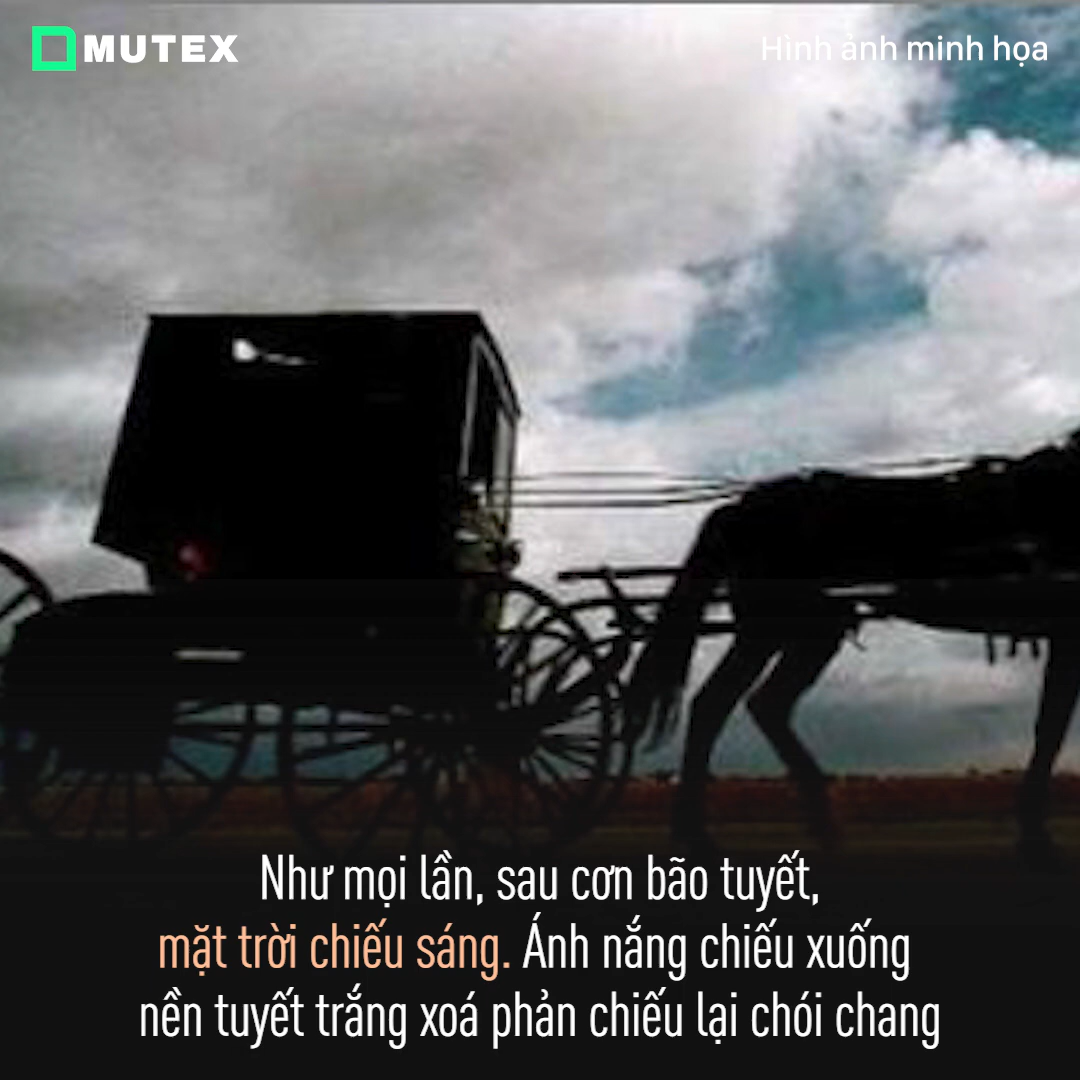 MUTEX
Hình ảnh minh họa
Như mọi lần, sau cơn bão tuyết,
mặt trời chiếu sáng. Ánh nắng chiếu xuống
nền tuyết trắng xoá phản chiếu lại chói chang